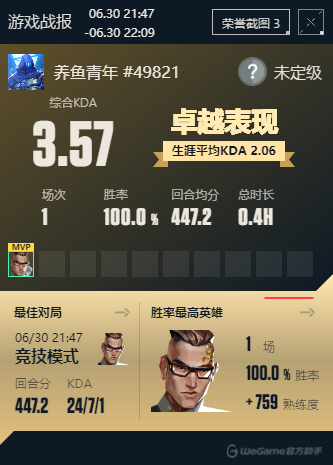 游戏战报
06.30 21:47
-06.30 22:09
荣誉截图 3
养鱼青年 #49821
?
未定级
综合KDA
3.57
卓越表现
生涯平均KDA 2.06
场次 胜率 回合均分 总时长
1 100.0 % 447.2 0.4H
MVP
最佳对局
06/30 21:47
竞技模式
回合分 KDA
447.2 24/7/1
胜率最高英雄
1 场
100.0 % 胜率
+759 熟练度
WeGame官方助手